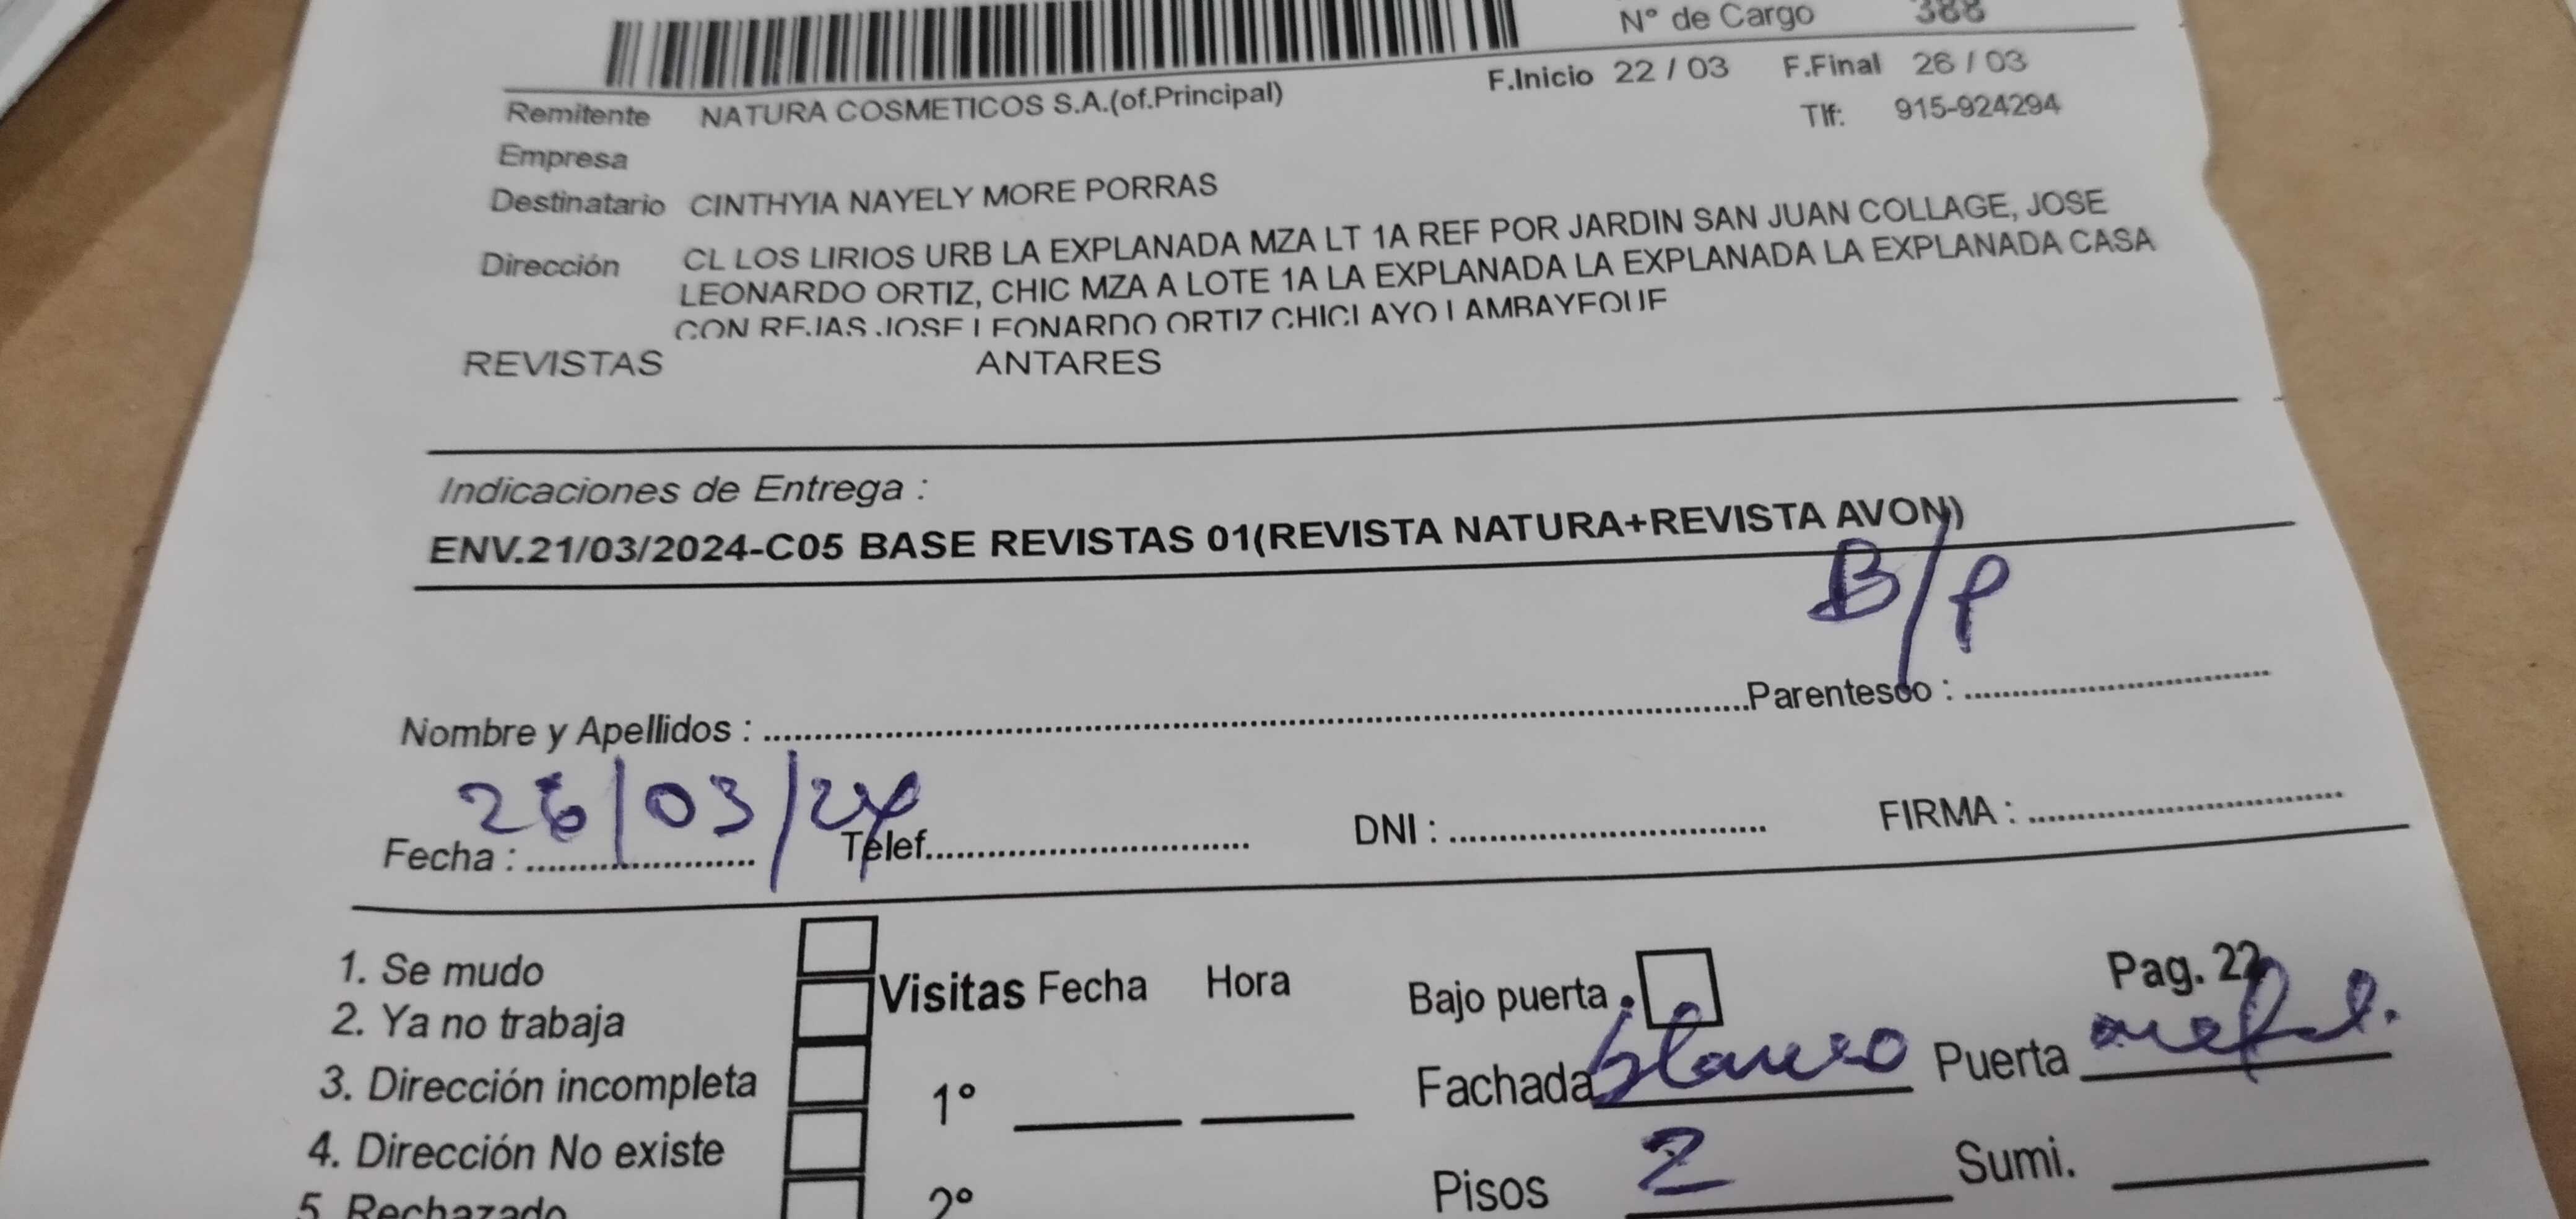 N° de Cargo 388
F.Inicio 22 / 03 F.Final 26 / 03
Remitente NATURA COSMETICOS S.A.(of.Principal)
Tlf: 915-924294
Empresa
Destinatario CINTHYIA NAYELY MORE PORRAS
Dirección CL LOS LIRIOS URB LA EXPLANADA MZA LT 1A REF POR JARDIN SAN JUAN COLLAGE, JOSE
LEONARDO ORTIZ, CHIC MZA A LOTE 1A LA EXPLANADA LA EXPLANADA LA EXPLANADA CASA
CON REJAS JOSE LEONARDO ORTIZ CHICLAYO LAMBAYEQUE
REVISTAS ANTARES
Indicaciones de Entrega :
ENV.21/03/2024-C05 BASE REVISTAS 01(REVISTA NATURA+REVISTA AVON)
B/P
Nombre y Apellidos : Parentesco :
26/03/24
Fecha : Telef. DNI : FIRMA :
1. Se mudo
2. Ya no trabaja
3. Dirección incompleta
4. Dirección No existe
5. Rechazado
Visitas Fecha Hora
1°
2°
Bajo puerta Pag. 22
Fachada blanco Puerta
Pisos 2 Sumi.